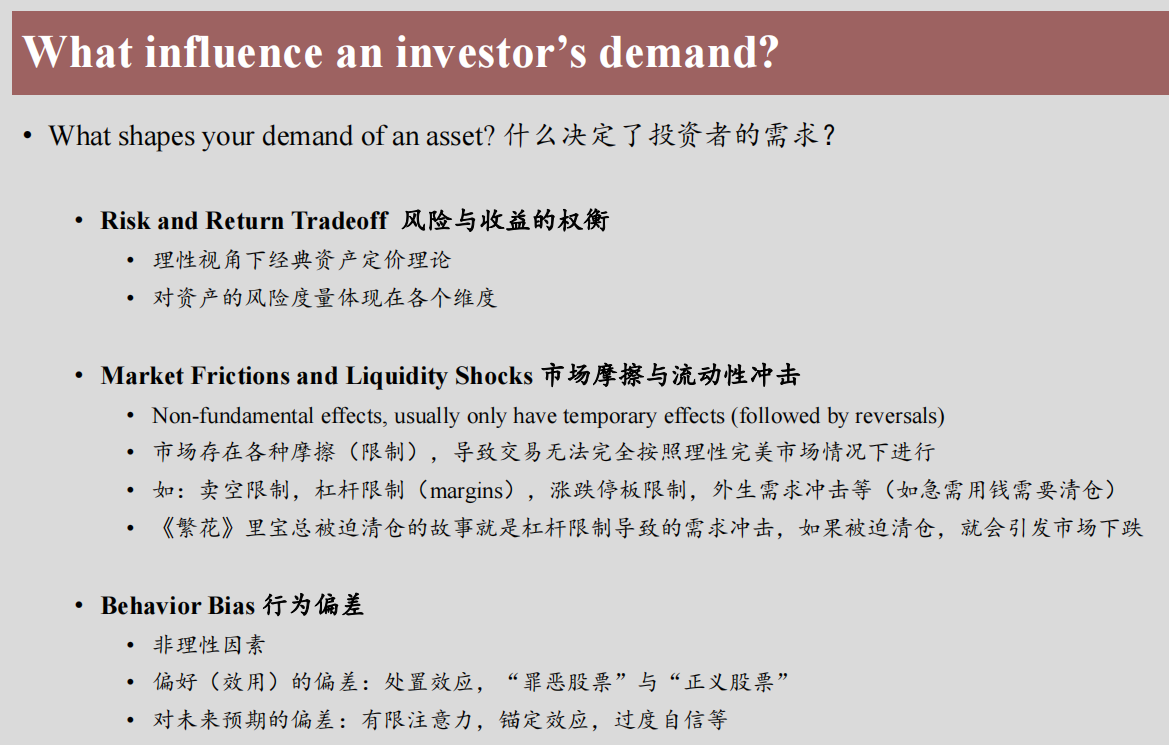 What influence an investor's demand?
• What shapes your demand of an asset? 什么决定了投资者的需求？
• Risk and Return Tradeoff 风险与收益的权衡
• 理性视角下经典资产定价理论
• 对资产的风险度量体现在各个维度
• Market Frictions and Liquidity Shocks 市场摩擦与流动性冲击
• Non-fundamental effects, usually only have temporary effects (followed by reversals)
• 市场存在各种摩擦（限制），导致交易无法完全按照理性完美市场情况下进行
• 如：卖空限制，杠杆限制（margins），涨跌停板限制，外生需求冲击等（如急需用钱需要清仓）
• 《繁花》里宝总被迫清仓的故事就是杠杆限制导致的需求冲击，如果被迫清仓，就会引发市场下跌
• Behavior Bias 行为偏差
• 非理性因素
• 偏好（效用）的偏差：处置效应，“罪恶股票”与“正义股票”
• 对未来预期的偏差：有限注意力，锚定效应，过度自信等